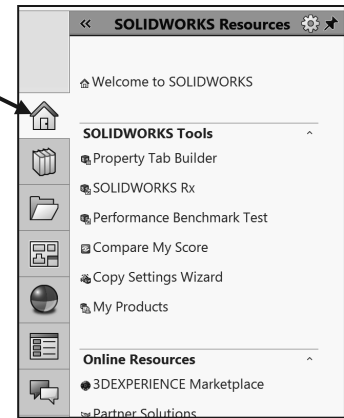 « SOLIDWORKS Resources
Welcome to SOLIDWORKS
SOLIDWORKS Tools
Property Tab Builder
SOLIDWORKS Rx
Performance Benchmark Test
Compare My Score
Copy Settings Wizard
My Products
Online Resources
3DEXPERIENCE Marketplace
Partner Solutions